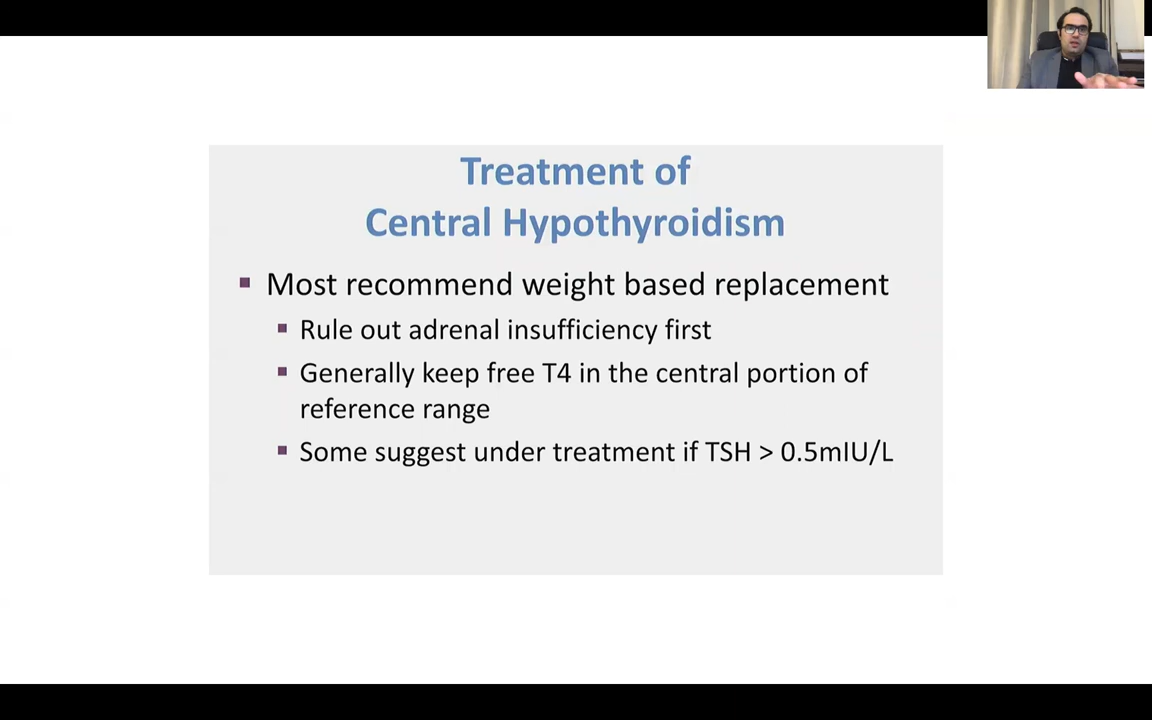 Treatment of
Central Hypothyroidism
▪ Most recommend weight based replacement
▪ Rule out adrenal insufficiency first
▪ Generally keep free T4 in the central portion of
reference range
▪ Some suggest under treatment if TSH > 0.5mIU/L